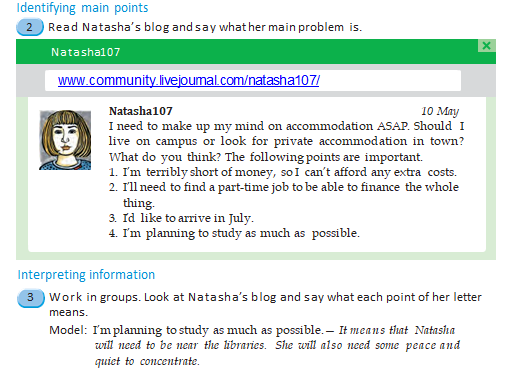 Identifying main points
2 Read Natasha's blog and say what her main problem is.
Natasha107
www.community.livejournal.com/natasha107/
Natasha107 10 May
I need to make up my mind on accommodation ASAP. Should I
live on campus or look for private accommodation in town?
What do you think? The following points are important.
1. I'm terribly short of money, so I can't afford any extra costs.
2. I'll need to find a part-time job to be able to finance the whole
thing.
3. I'd like to arrive in July.
4. I'm planning to study as much as possible.
Interpreting information
3 Work in groups. Look at Natasha's blog and say what each point of her letter
means.
Model: I'm planning to study as much as possible. — It means that Natasha
will need to be near the libraries. She will also need some peace and
quiet to concentrate.